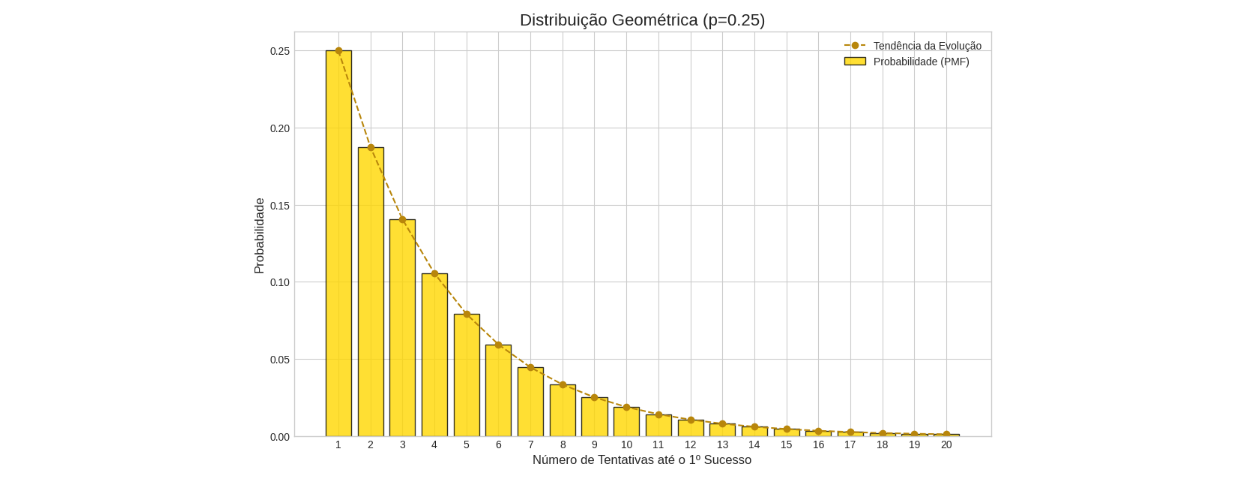 Distribuição Geométrica (p=0.25)
Tendência da Evolução
Probabilidade (PMF)
Probabilidade
0.25
0.20
0.15
0.10
0.05
0.00
1 2 3 4 5 6 7 8 9 10 11 12 13 14 15 16 17 18 19 20
Número de Tentativas até o 1º Sucesso